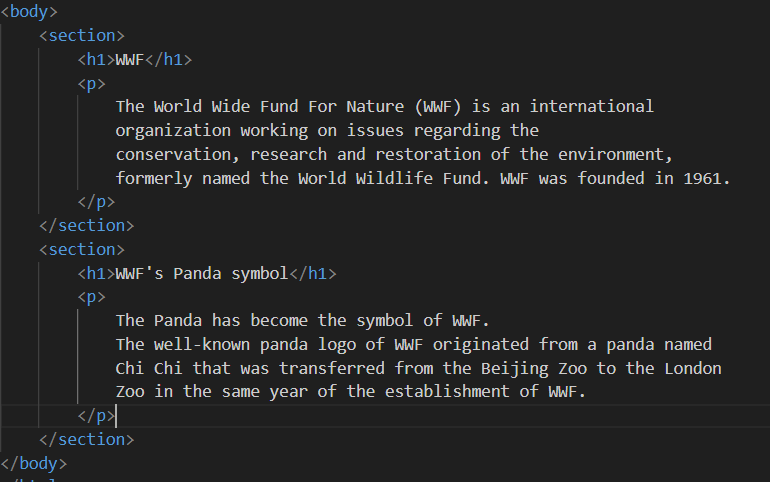 <body>
<section>
<h1>WWF</h1>
<p>
The World Wide Fund For Nature (WWF) is an international
organization working on issues regarding the
conservation, research and restoration of the environment,
formerly named the World Wildlife Fund. WWF was founded in 1961.
</p>
</section>
<section>
<h1>WWF's Panda symbol</h1>
<p>
The Panda has become the symbol of WWF.
The well-known panda logo of WWF originated from a panda named
Chi Chi that was transferred from the Beijing Zoo to the London
Zoo in the same year of the establishment of WWF.
</p>
</section>
</body>